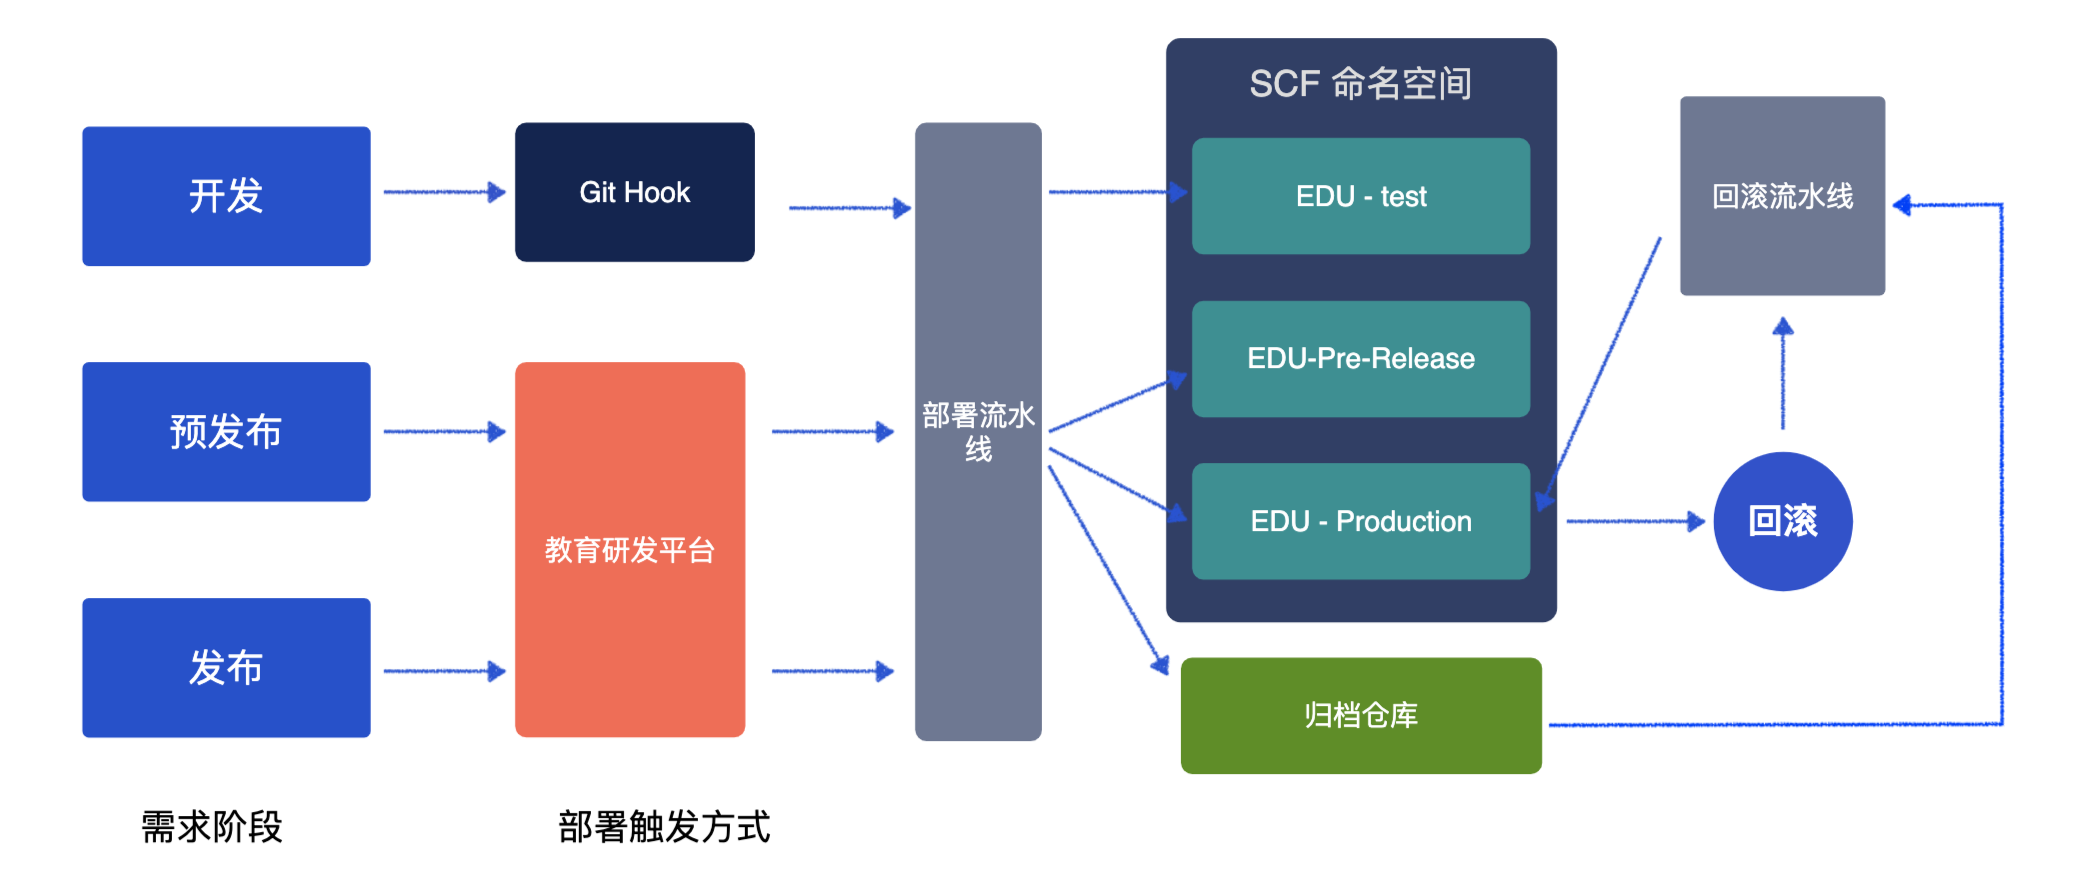 SCF 命名空间
开发
Git Hook
EDU - test
回滚流水线
预发布
教育研发平台
部署流水
线
EDU-Pre-Release
EDU - Production
回滚
发布
归档仓库
需求阶段
部署触发方式